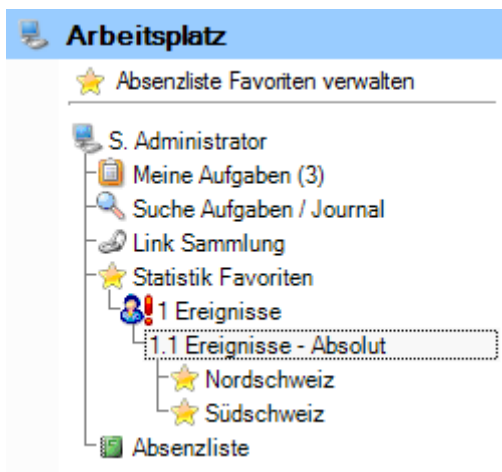 Arbeitsplatz
Absenzliste Favoriten verwalten
S. Administrator
Meine Aufgaben (3)
Suche Aufgaben / Journal
Link Sammlung
Statistik Favoriten
1 Ereignisse
1.1 Ereignisse - Absolut
Nordschweiz
Südschweiz
Absenzliste